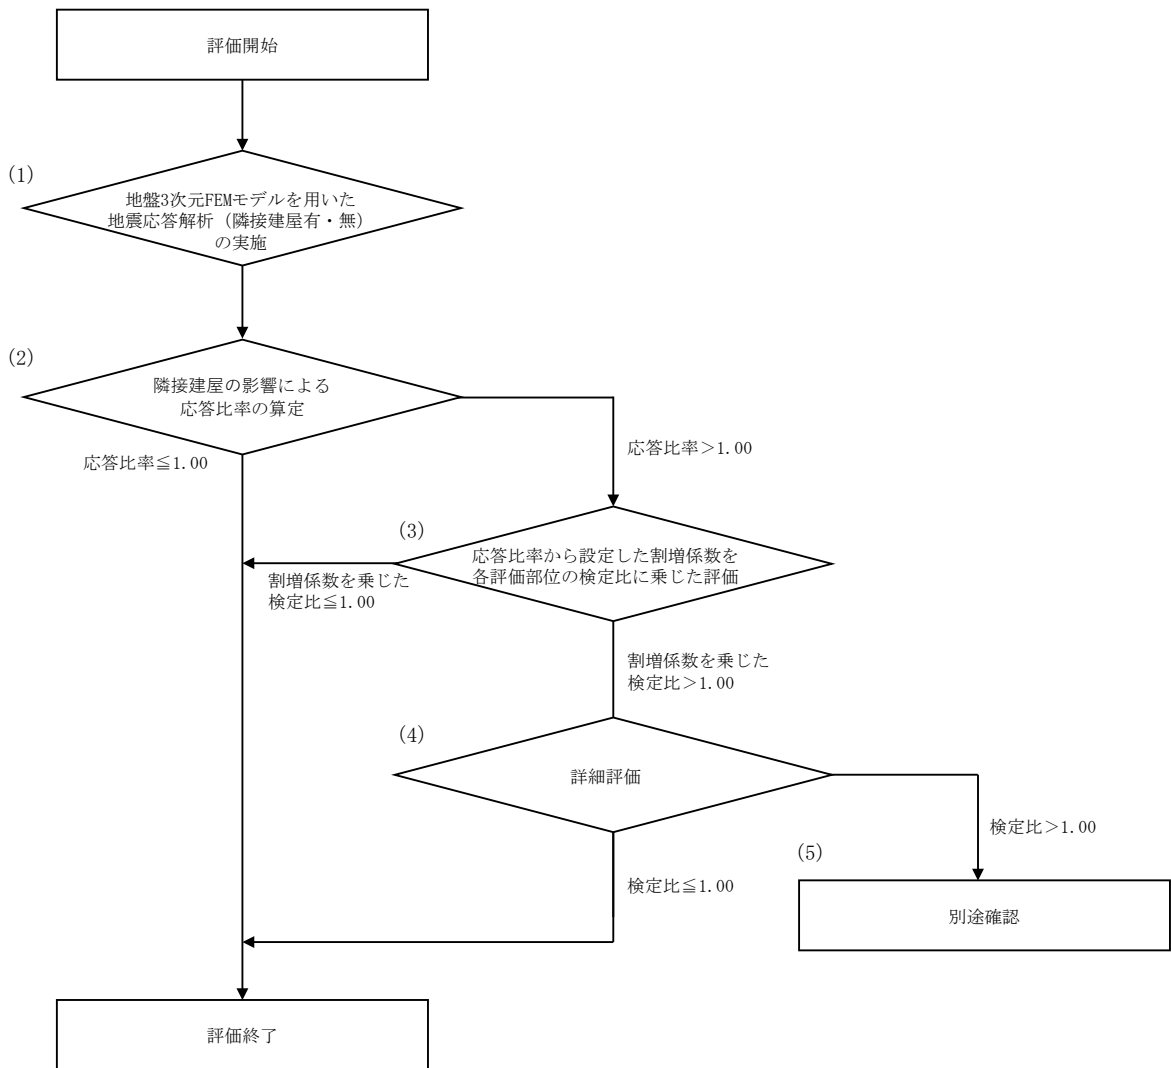 評価開始
(1)
地盤3次元FEMモデルを用いた
地震応答解析（隣接建屋有・無）
の実施
(2)
隣接建屋の影響による
応答比率の算定
応答比率≦1.00
応答比率＞1.00
(3)
応答比率から設定した割増係数を
各評価部位の検定比に乗じた評価
割増係数を乗じた
検定比≦1.00
割増係数を乗じた
検定比＞1.00
(4)
詳細評価
検定比＞1.00
(5)
検定比≦1.00
別途確認
評価終了